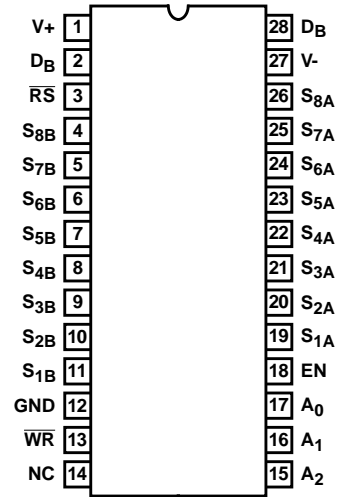 V+ 1 28 D_B
D_B 2 27 V-
R̅S̅ 3 26 S_8A
S_8B 4 25 S_7A
S_7B 5 24 S_6A
S_6B 6 23 S_5A
S_5B 7 22 S_4A
S_4B 8 21 S_3A
S_3B 9 20 S_2A
S_2B 10 19 S_1A
S_1B 11 18 EN
GND 12 17 A_0
W̅R̅ 13 16 A_1
NC 14 15 A_2